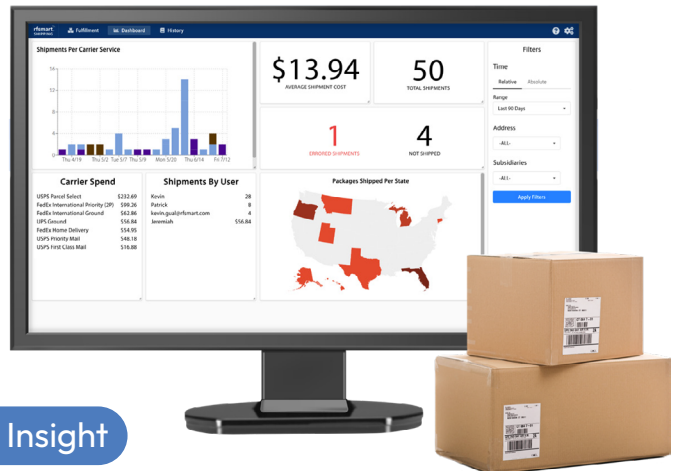 rfsmart
SHIPPING
Fulfillment
Dashboard
History
Shipments Per Carrier Service
14
12
8
4
0
Thu 4/19 Thu 5/2 Tue 5/7 Thu 5/9 Mon 5/20 Thu 6/14 Fri 7/12
$13.94
AVERAGE SHIPMENT COST
50
TOTAL SHIPMENTS
1
ERRORED SHIPMENTS
4
NOT SHIPPED
Filters
Time
Relative Absolute
Range
Last 90 Days
Address
-ALL-
Subsidiaries
-ALL-
Apply Filters
Carrier Spend
USPS Parcel Select $232.69
FedEx International Priority (2P) $99.26
FedEx International Ground $62.86
UPS Ground $56.84
FedEx Home Delivery $54.95
USPS Priority Mail $48.18
USPS First Class Mail $16.88
Shipments By User
Kevin 28
Patrick 8
kevin.gual@rfsmart.com 4
Jeremiah $56.84
Packages Shipped Per State
Insight